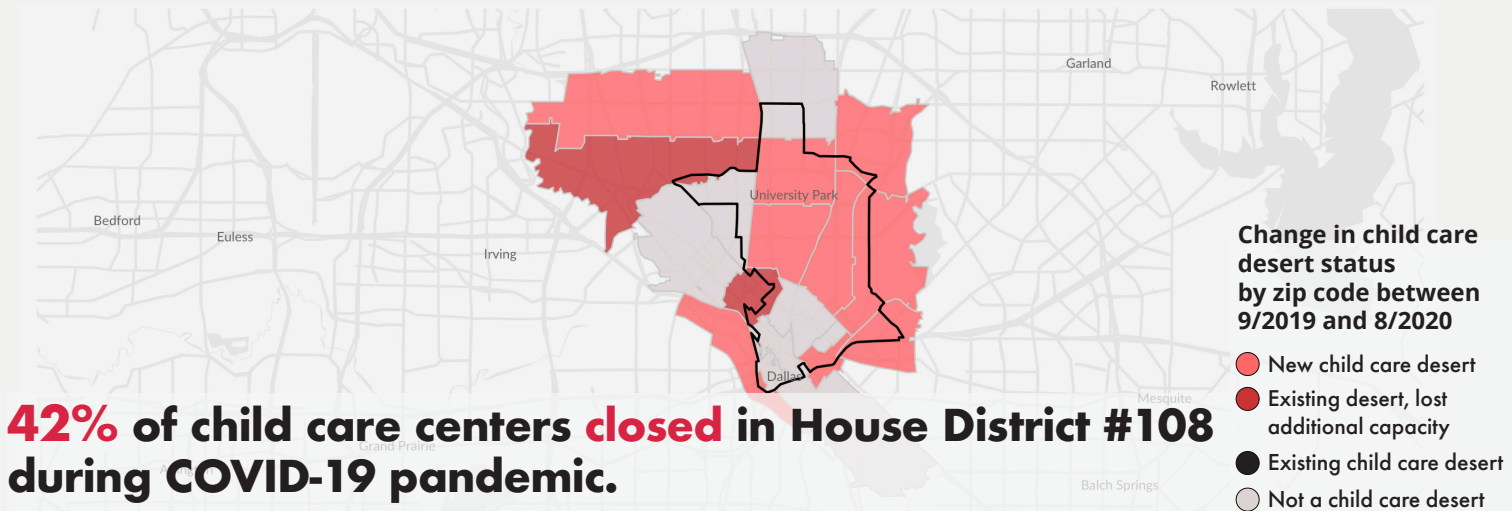 Garland
Rowlett
University Park
Bedford
Euless
Irving
Change in child care
desert status
by zip code between
9/2019 and 8/2020
New child care desert
Existing desert, lost
additional capacity
Existing child care desert
Not a child care desert
Dallas
Mesquite
42% of child care centers closed in House District #108
Grand Prairie
during COVID-19 pandemic.
Balch Springs